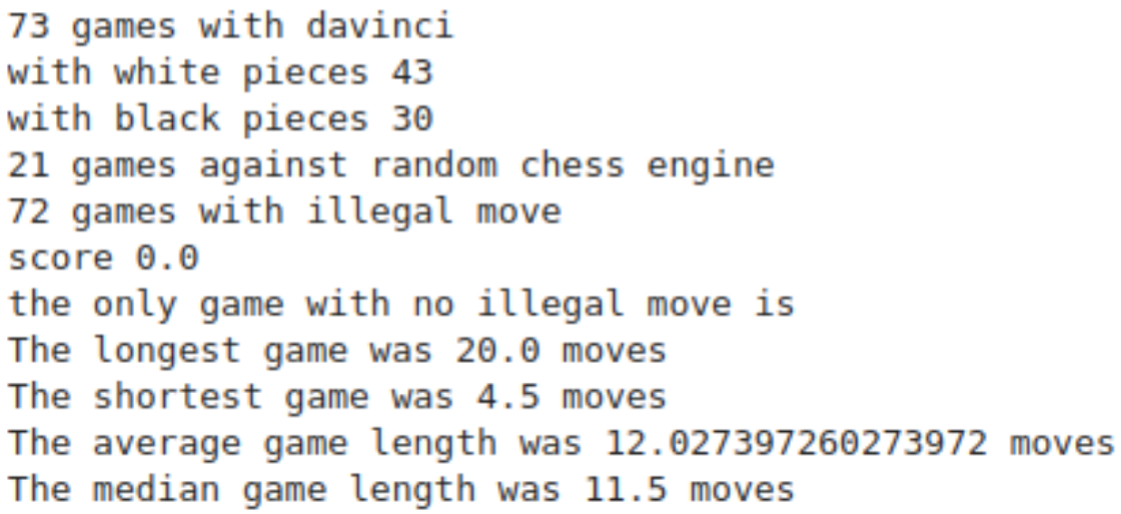 73 games with davinci
with white pieces 43
with black pieces 30
21 games against random chess engine
72 games with illegal move
score 0.0
the only game with no illegal move is
The longest game was 20.0 moves
The shortest game was 4.5 moves
The average game length was 12.027397260273972 moves
The median game length was 11.5 moves